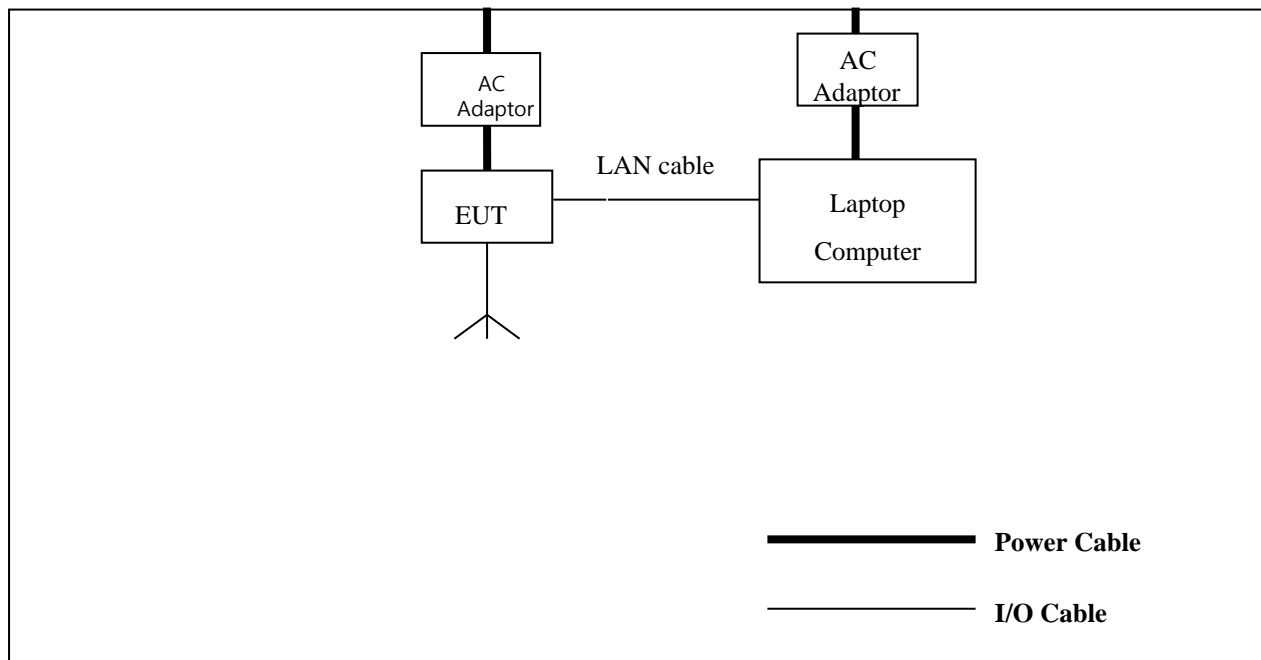 AC
Adaptor
AC
Adaptor
LAN cable
EUT
Laptop
Computer
Power Cable
I/O Cable